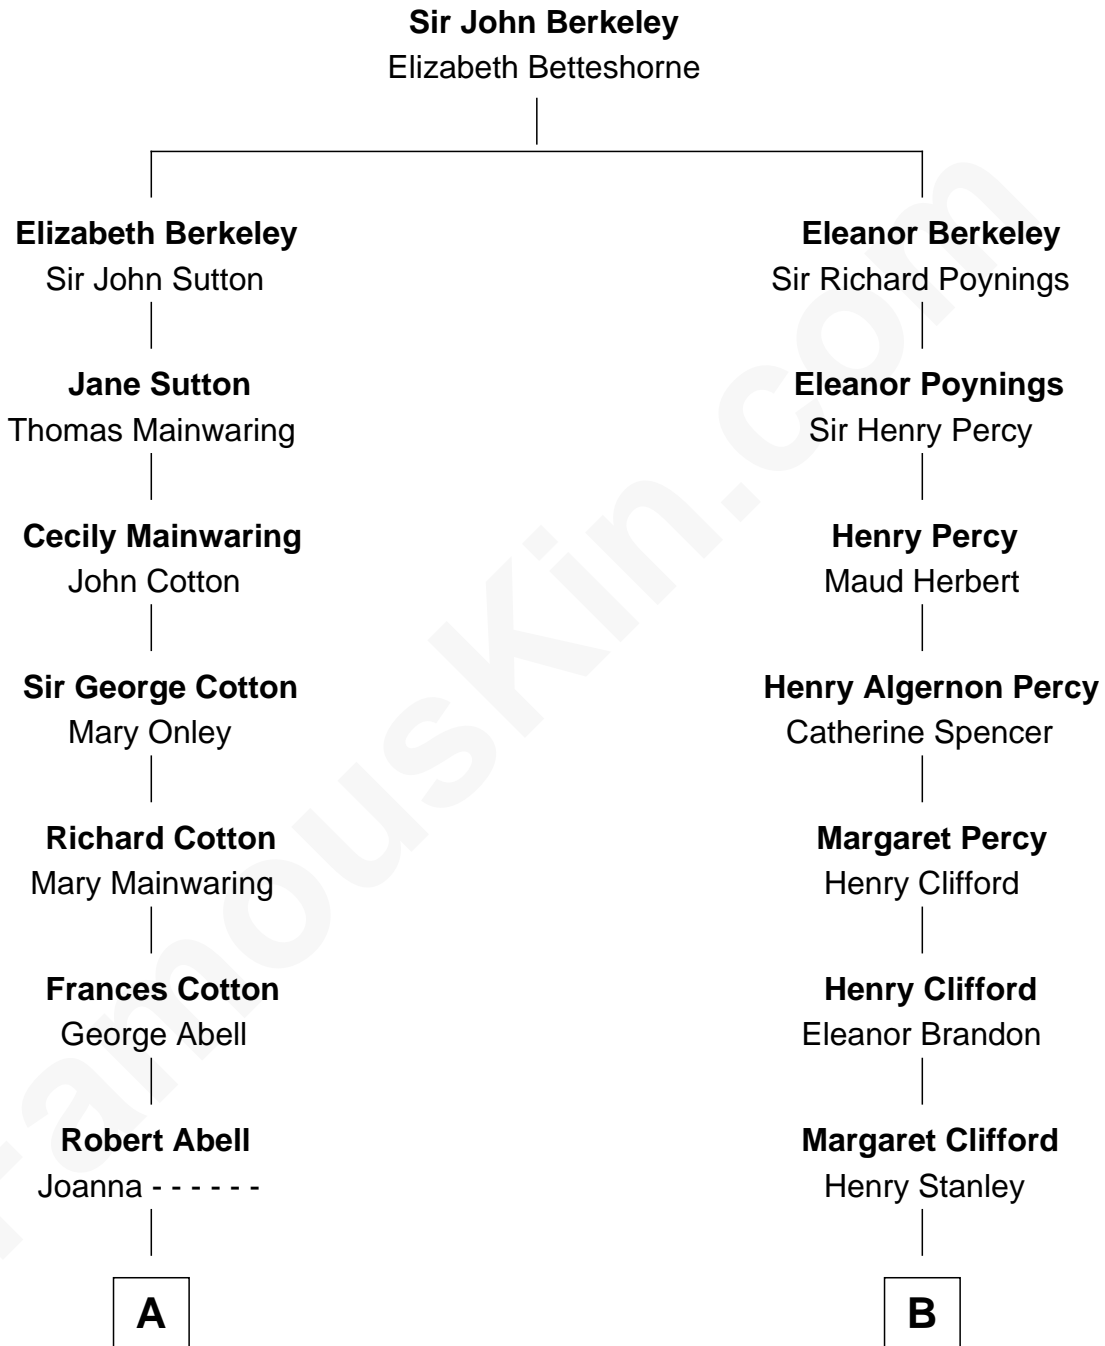 Sir John Berkeley
Elizabeth Betteshorne
Elizabeth Berkeley
Sir John Sutton
Eleanor Berkeley
Sir Richard Poynings
Jane Sutton
Thomas Mainwaring
Eleanor Poynings
Sir Henry Percy
Cecily Mainwaring
John Cotton
Henry Percy
Maud Herbert
Sir George Cotton
Mary Onley
Henry Algernon Percy
Catherine Spencer
Richard Cotton
Mary Mainwaring
Margaret Percy
Henry Clifford
Frances Cotton
George Abell
Henry Clifford
Eleanor Brandon
Robert Abell
Joanna - - - - - -
Margaret Clifford
Henry Stanley
A
B
FamousKin.com